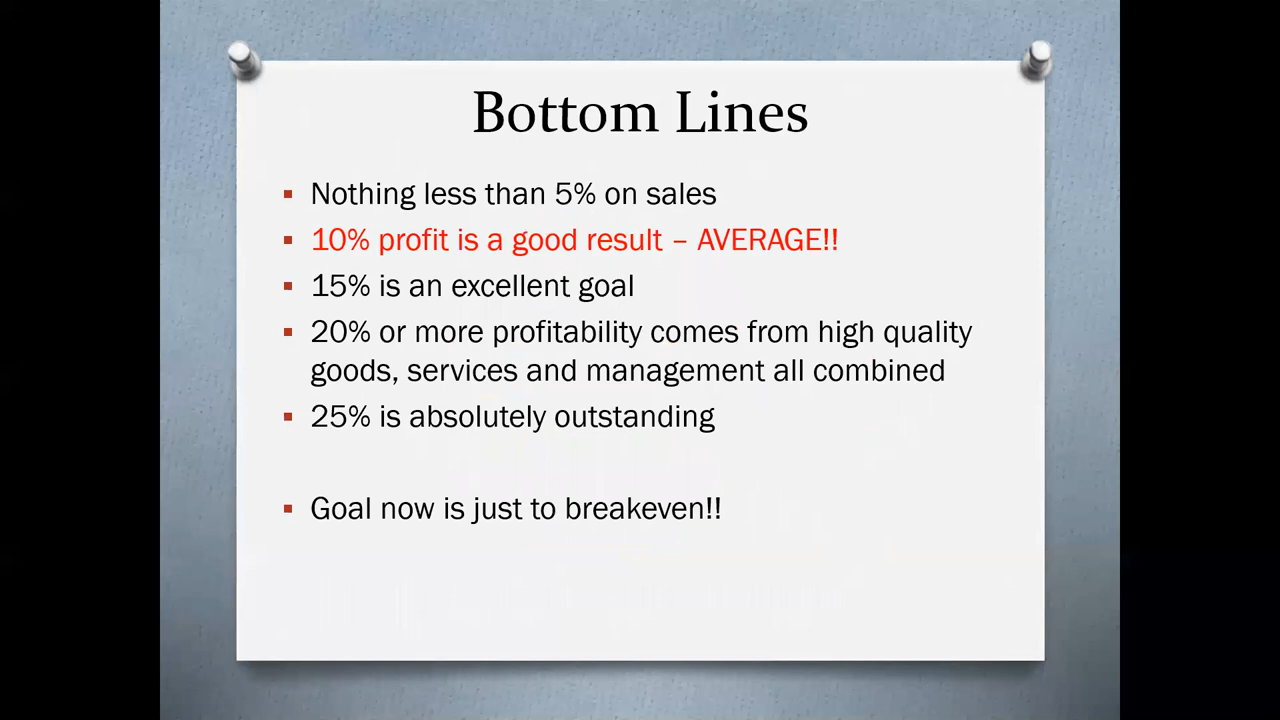 Bottom Lines
Nothing less than 5% on sales
10% profit is a good result – AVERAGE!!
15% is an excellent goal
20% or more profitability comes from high quality
goods, services and management all combined
25% is absolutely outstanding
Goal now is just to breakeven!!